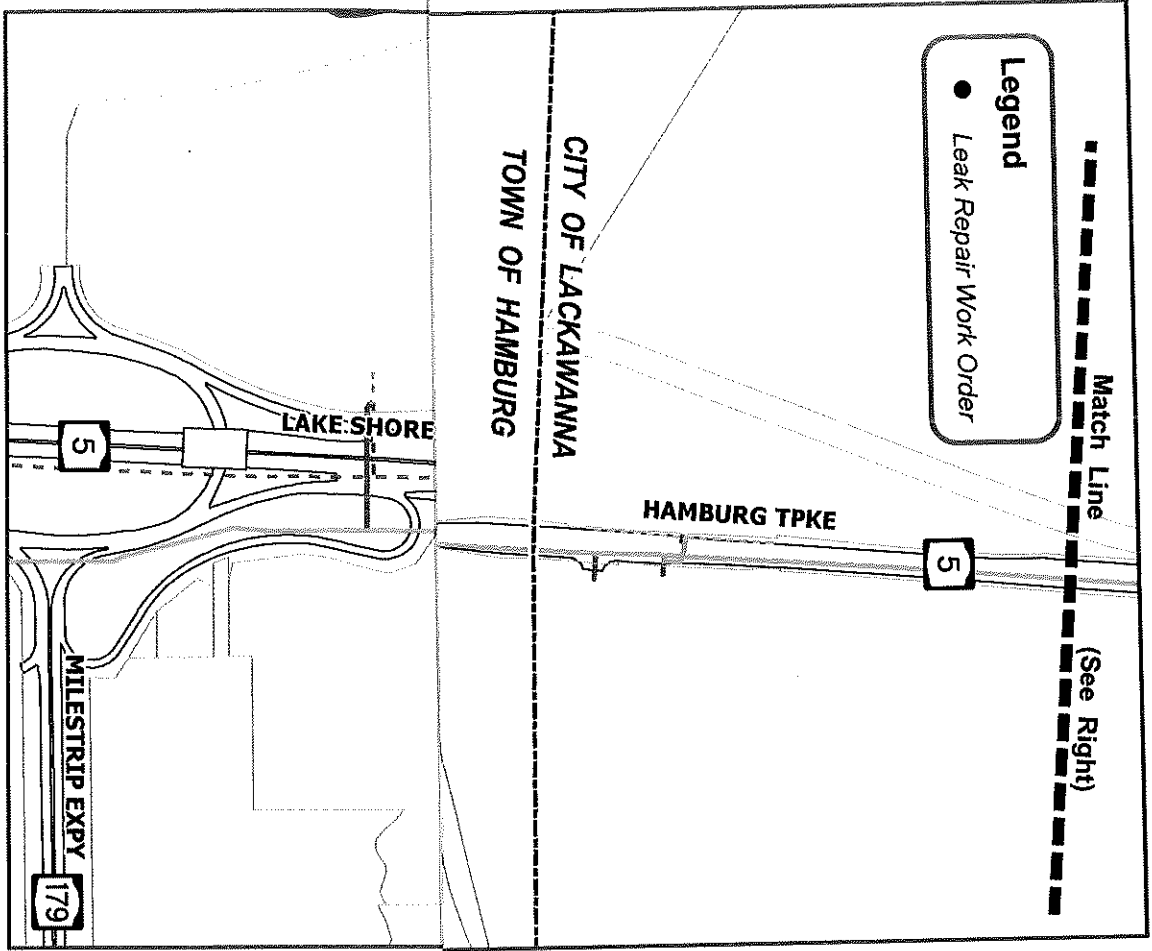 Legend
Leak Repair Work Order
Match Line
(See Right)
CITY OF LACKAWANNA
TOWN OF HAMBURG
HAMBURG TPKE
5
LAKE SHORE
5
MILESTRIP EXPY
179